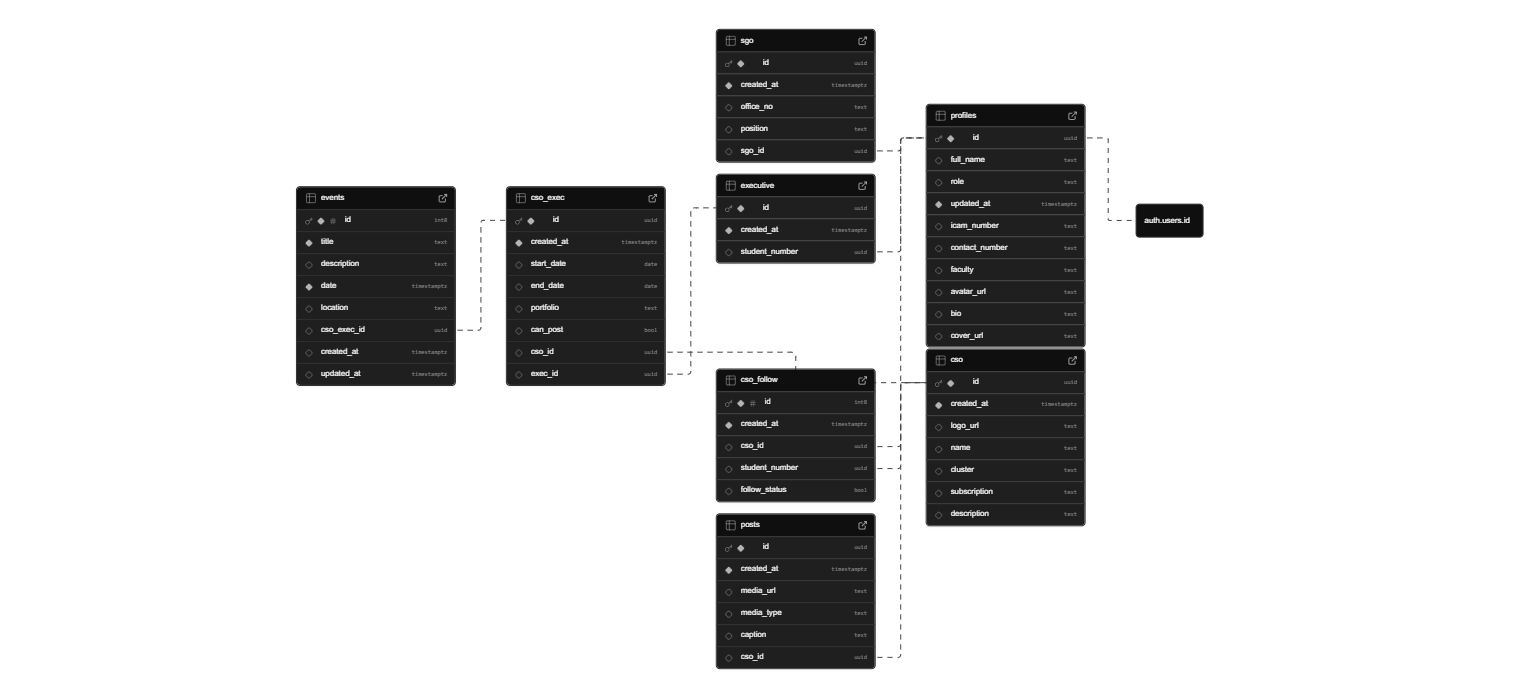 sgo
id uuid
created_at timestamptz
office_no text
position text
sgo_id uuid
profiles
id uuid
full_name text
role text
updated_at timestamptz
icam_number text
contact_number text
faculty text
avatar_url text
bio text
cover_url text
executive
id uuid
created_at timestamptz
student_number uuid
events
# id int8
title text
description text
date timestamptz
location text
cso_exec_id uuid
created_at timestamptz
updated_at timestamptz
cso_exec
id uuid
created_at timestamptz
start_date date
end_date date
portfolio text
can_post bool
cso_id uuid
exec_id uuid
auth.users.id
cso
id uuid
created_at timestamptz
logo_url text
name text
cluster text
subscription text
description text
cso_follow
# id int8
created_at timestamptz
cso_id uuid
student_number uuid
follow_status bool
posts
id uuid
created_at timestamptz
media_url text
media_type text
caption text
cso_id uuid